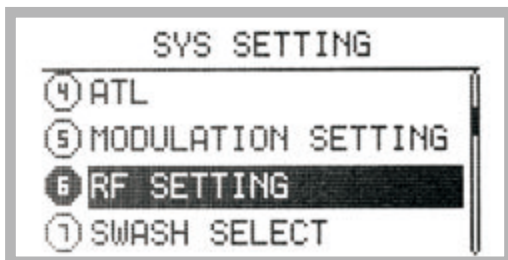 SYS SETTING
④ ATL
⑤ MODULATION SETTING
⑥ RF SETTING
⑦ SWASH SELECT